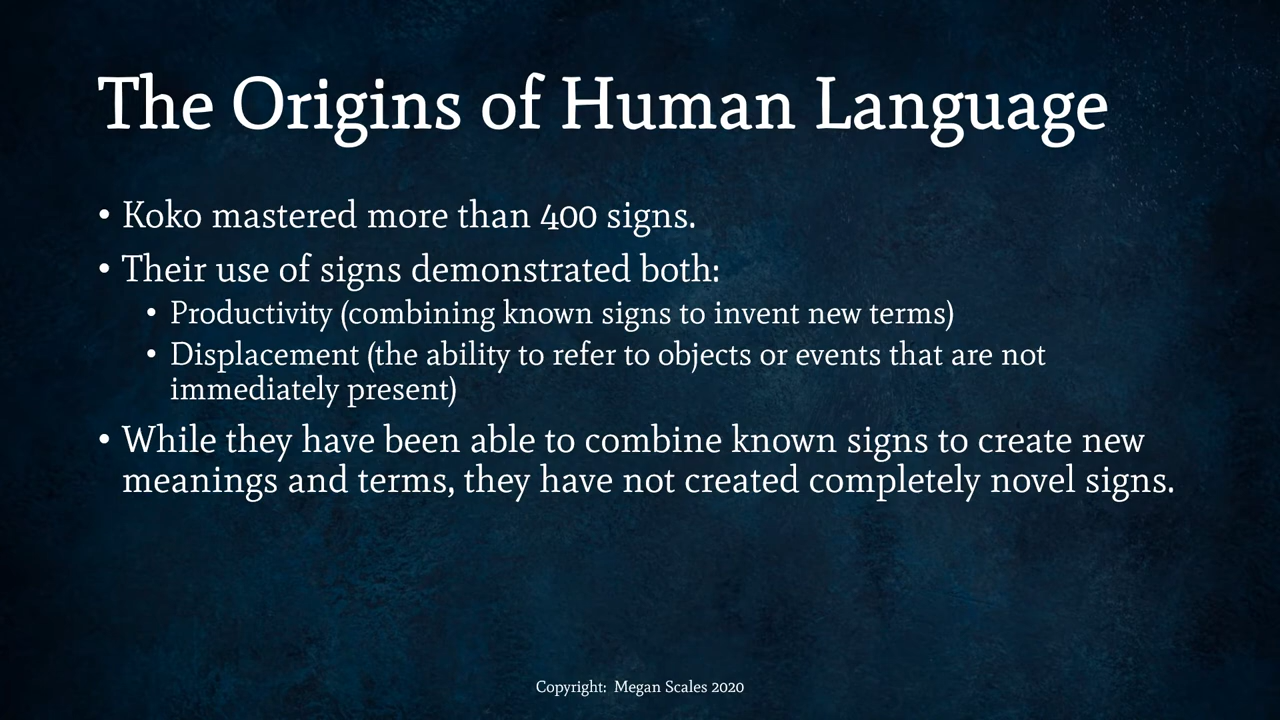 The Origins of Human Language
• Koko mastered more than 400 signs.
• Their use of signs demonstrated both:
• Productivity (combining known signs to invent new terms)
• Displacement (the ability to refer to objects or events that are not
immediately present)
• While they have been able to combine known signs to create new
meanings and terms, they have not created completely novel signs.
Copyright:  Megan Scales 2020